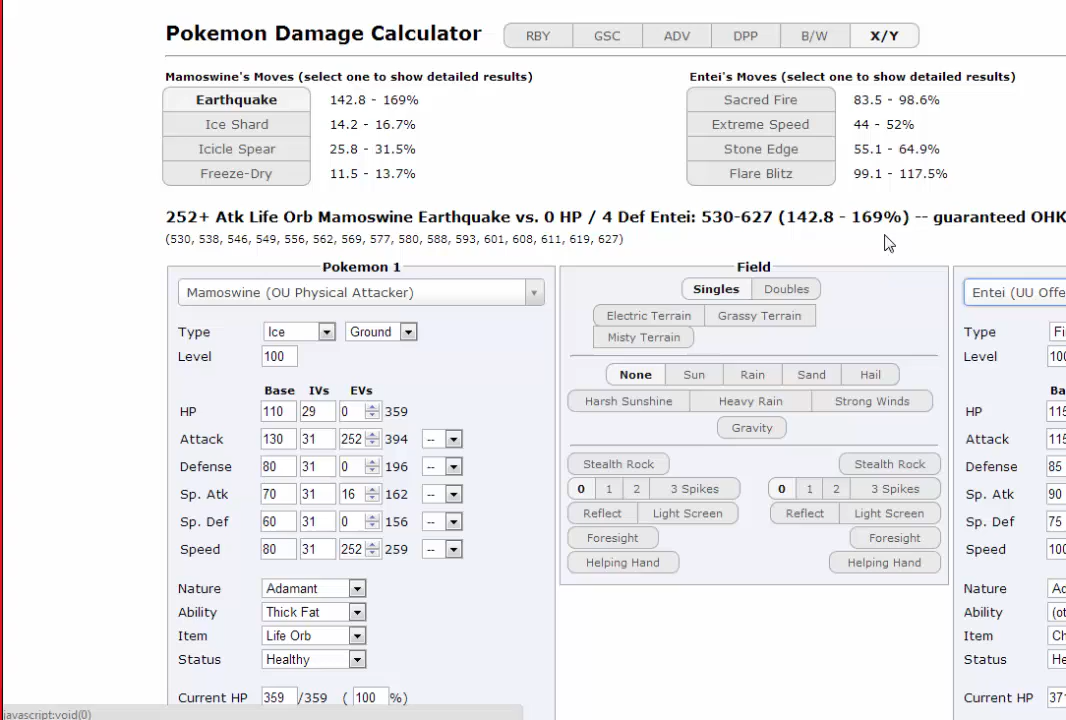 Pokemon Damage Calculator RBY GSC ADV DPP B/W X/Y
Mamoswine's Moves (select one to show detailed results) Entei's Moves (select one to show detailed results)
Earthquake 142.8 - 169% Sacred Fire 83.5 - 98.6%
Ice Shard 14.2 - 16.7% Extreme Speed 44 - 52%
Icicle Spear 25.8 - 31.5% Stone Edge 55.1 - 64.9%
Freeze-Dry 11.5 - 13.7% Flare Blitz 99.1 - 117.5%
252+ Atk Life Orb Mamoswine Earthquake vs. 0 HP / 4 Def Entei: 530-627 (142.8 - 169%) -- guaranteed OHK
(530, 538, 546, 549, 556, 562, 569, 577, 580, 588, 593, 601, 608, 611, 619, 627)
Pokemon 1
Mamoswine (OU Physical Attacker)
Type Ice Ground
Level 100
Base IVs EVs
HP 110 29 0 359
Attack 130 31 252 394 --
Defense 80 31 0 196 --
Sp. Atk 70 31 16 162 --
Sp. Def 60 31 0 156 --
Speed 80 31 252 259 --
Nature Adamant
Ability Thick Fat
Item Life Orb
Status Healthy
Current HP 359 /359 ( 100 %)
Field
Singles Doubles
Electric Terrain Grassy Terrain
Misty Terrain
None Sun Rain Sand Hail
Harsh Sunshine Heavy Rain Strong Winds
Gravity
Stealth Rock Stealth Rock
0 1 2 3 Spikes 0 1 2 3 Spikes
Reflect Light Screen Reflect Light Screen
Foresight Foresight
Helping Hand Helping Hand
Entei (UU Offe
Type Fi
Level 100
Ba
HP 115
Attack 115
Defense 85
Sp. Atk 90
Sp. Def 75
Speed 100
Nature Ad
Ability (ot
Item Ch
Status He
Current HP 371
javascript:void(0)